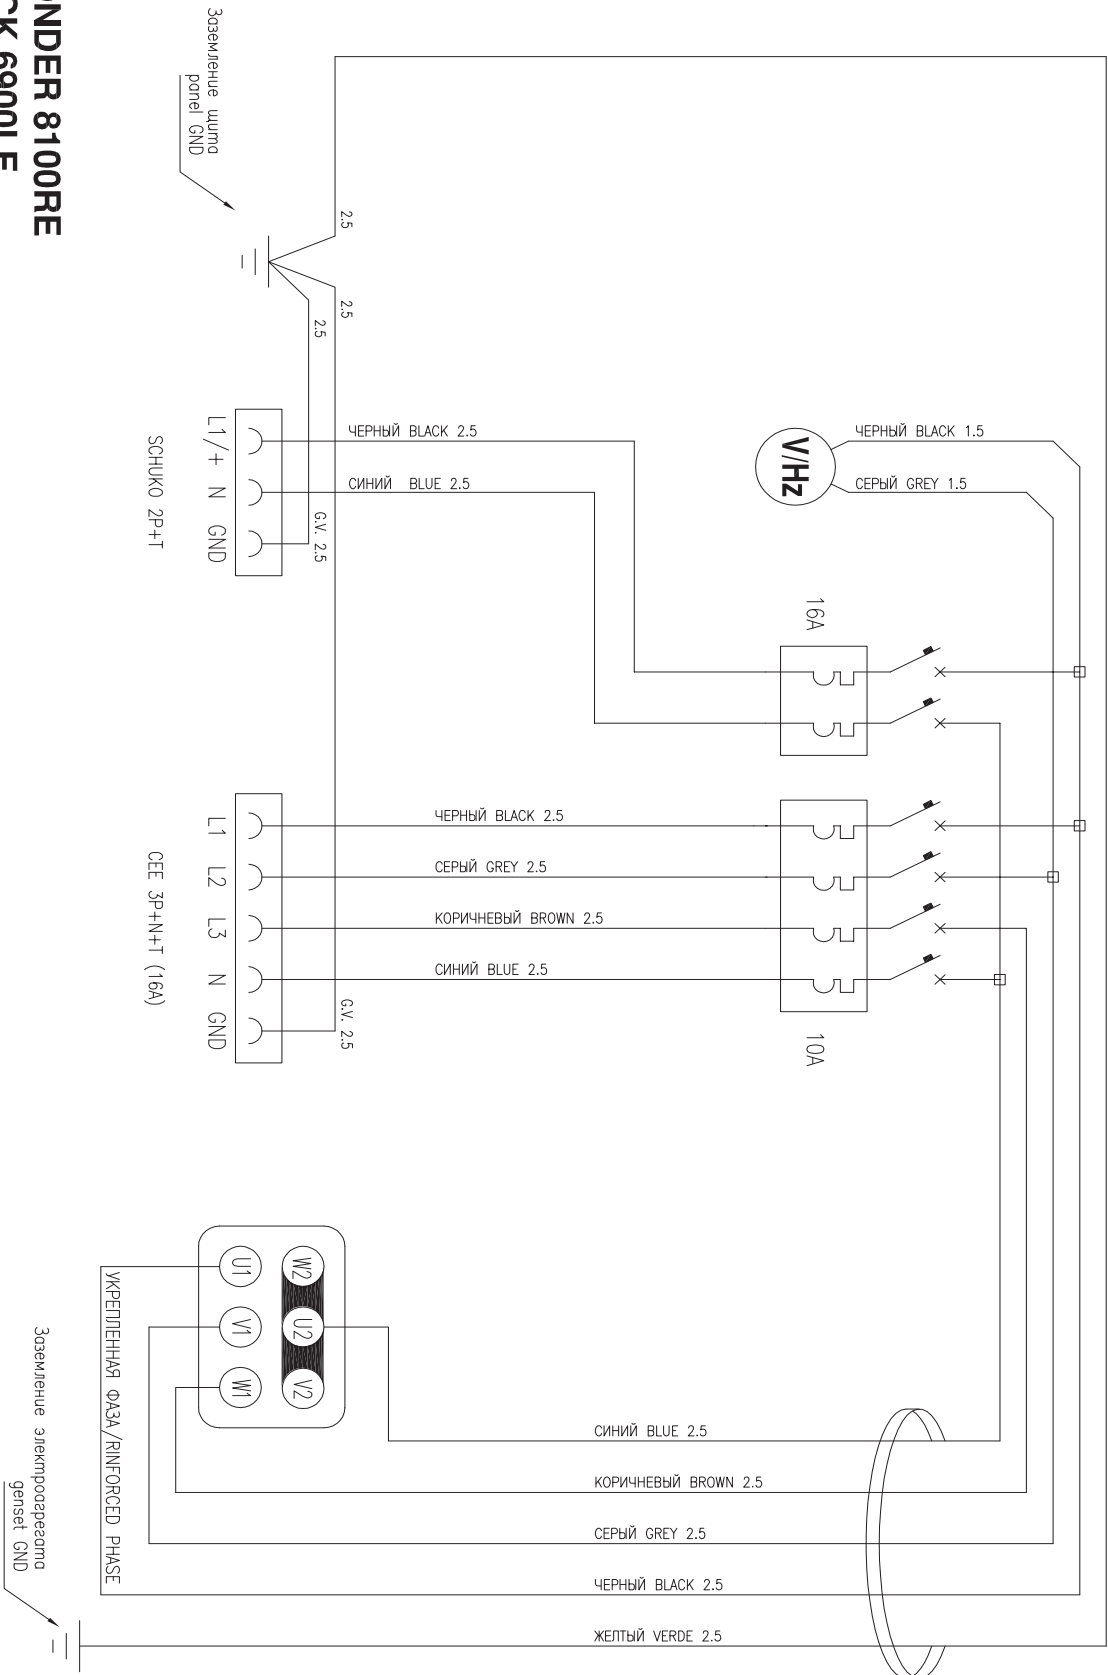 ONDER 8100RE
CK 6900LE
Заземление щита
panel GND
2.5
2.5
2.5
ЧЕРНЫЙ BLACK 2.5
СИНИЙ BLUE 2.5
G.V. 2.5
L1/+ N GND
SCHUKO 2P+T
V/Hz
ЧЕРНЫЙ BLACK 1.5
СЕРЫЙ GREY 1.5
16A
ЧЕРНЫЙ BLACK 2.5
СЕРЫЙ GREY 2.5
КОРИЧНЕВЫЙ BROWN 2.5
СИНИЙ BLUE 2.5
G.V. 2.5
10A
L1 L2 L3 N GND
CEE 3P+N+T (16A)
W2 U2 V2
U1 V1 W1
УКРЕПЛЕННАЯ ФАЗА/RINFORCED PHASE
СИНИЙ BLUE 2.5
КОРИЧНЕВЫЙ BROWN 2.5
СЕРЫЙ GREY 2.5
ЧЕРНЫЙ BLACK 2.5
ЖЕЛТЫЙ VERDE 2.5
Заземление электроагрегата
genset GND